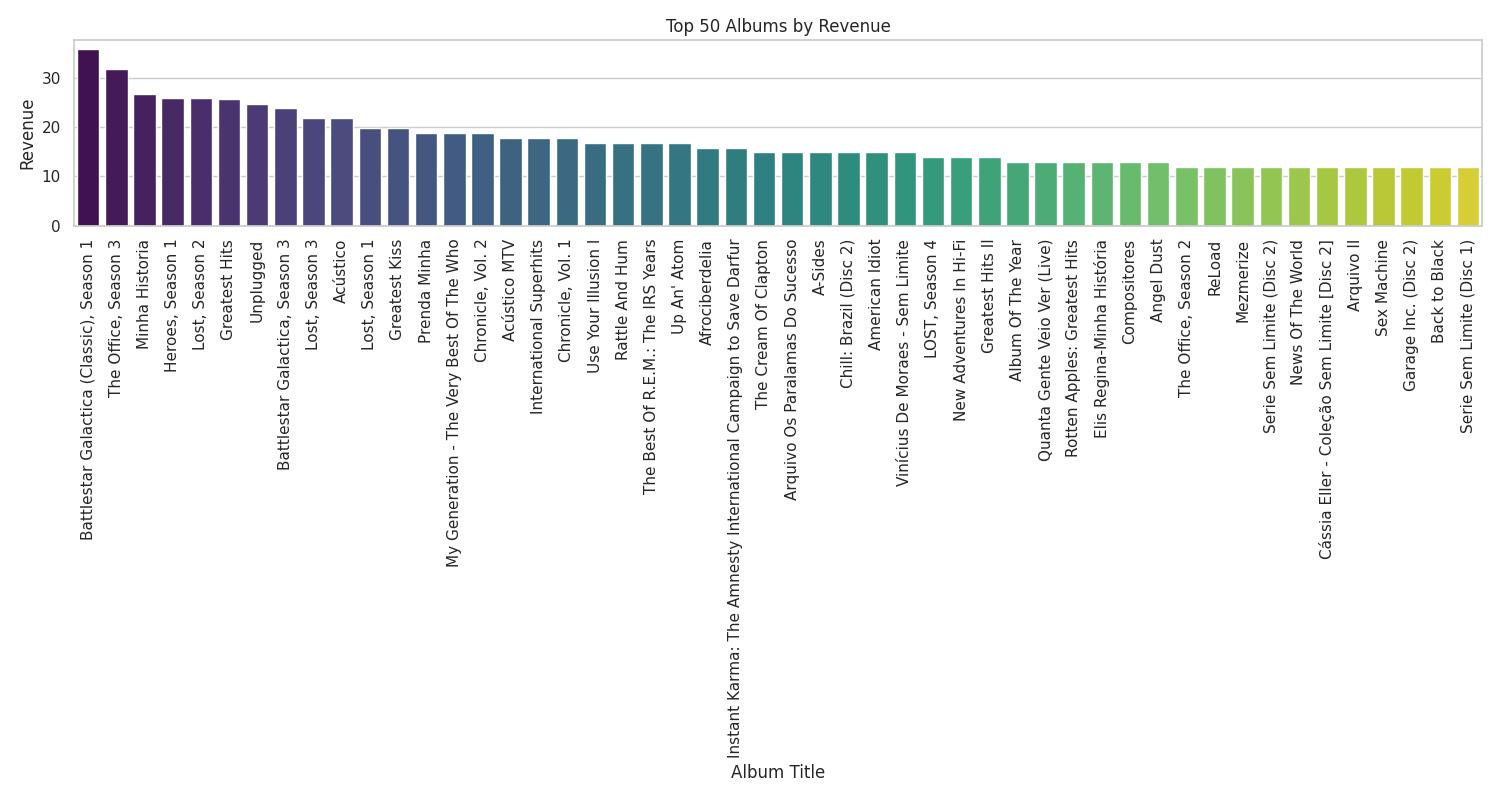 Top 50 Albums by Revenue
Revenue
30
20
10
0
Battlestar Galactica (Classic), Season 1
The Office, Season 3
Minha Historia
Heroes, Season 1
Lost, Season 2
Greatest Hits
Unplugged
Battlestar Galactica, Season 3
Lost, Season 3
Acústico
Lost, Season 1
Greatest Kiss
Prenda Minha
My Generation - The Very Best Of The Who
Chronicle, Vol. 2
Acústico MTV
International Superhits
Chronicle, Vol. 1
Use Your Illusion I
Rattle And Hum
The Best Of R.E.M.: The IRS Years
Up An' Atom
Afrociberdelia
Instant Karma: The Amnesty International Campaign to Save Darfur
The Cream Of Clapton
Arquivo Os Paralamas Do Sucesso
A-Sides
Chill: Brazil (Disc 2)
American Idiot
Vinícius De Moraes - Sem Limite
LOST, Season 4
New Adventures In Hi-Fi
Greatest Hits II
Album Of The Year
Quanta Gente Veio Ver (Live)
Rotten Apples: Greatest Hits
Elis Regina-Minha História
Compositores
Angel Dust
The Office, Season 2
ReLoad
Mezmerize
Serie Sem Limite (Disc 2)
News Of The World
Cássia Eller - Coleção Sem Limite [Disc 2]
Arquivo II
Sex Machine
Garage Inc. (Disc 2)
Back to Black
Serie Sem Limite (Disc 1)
Album Title